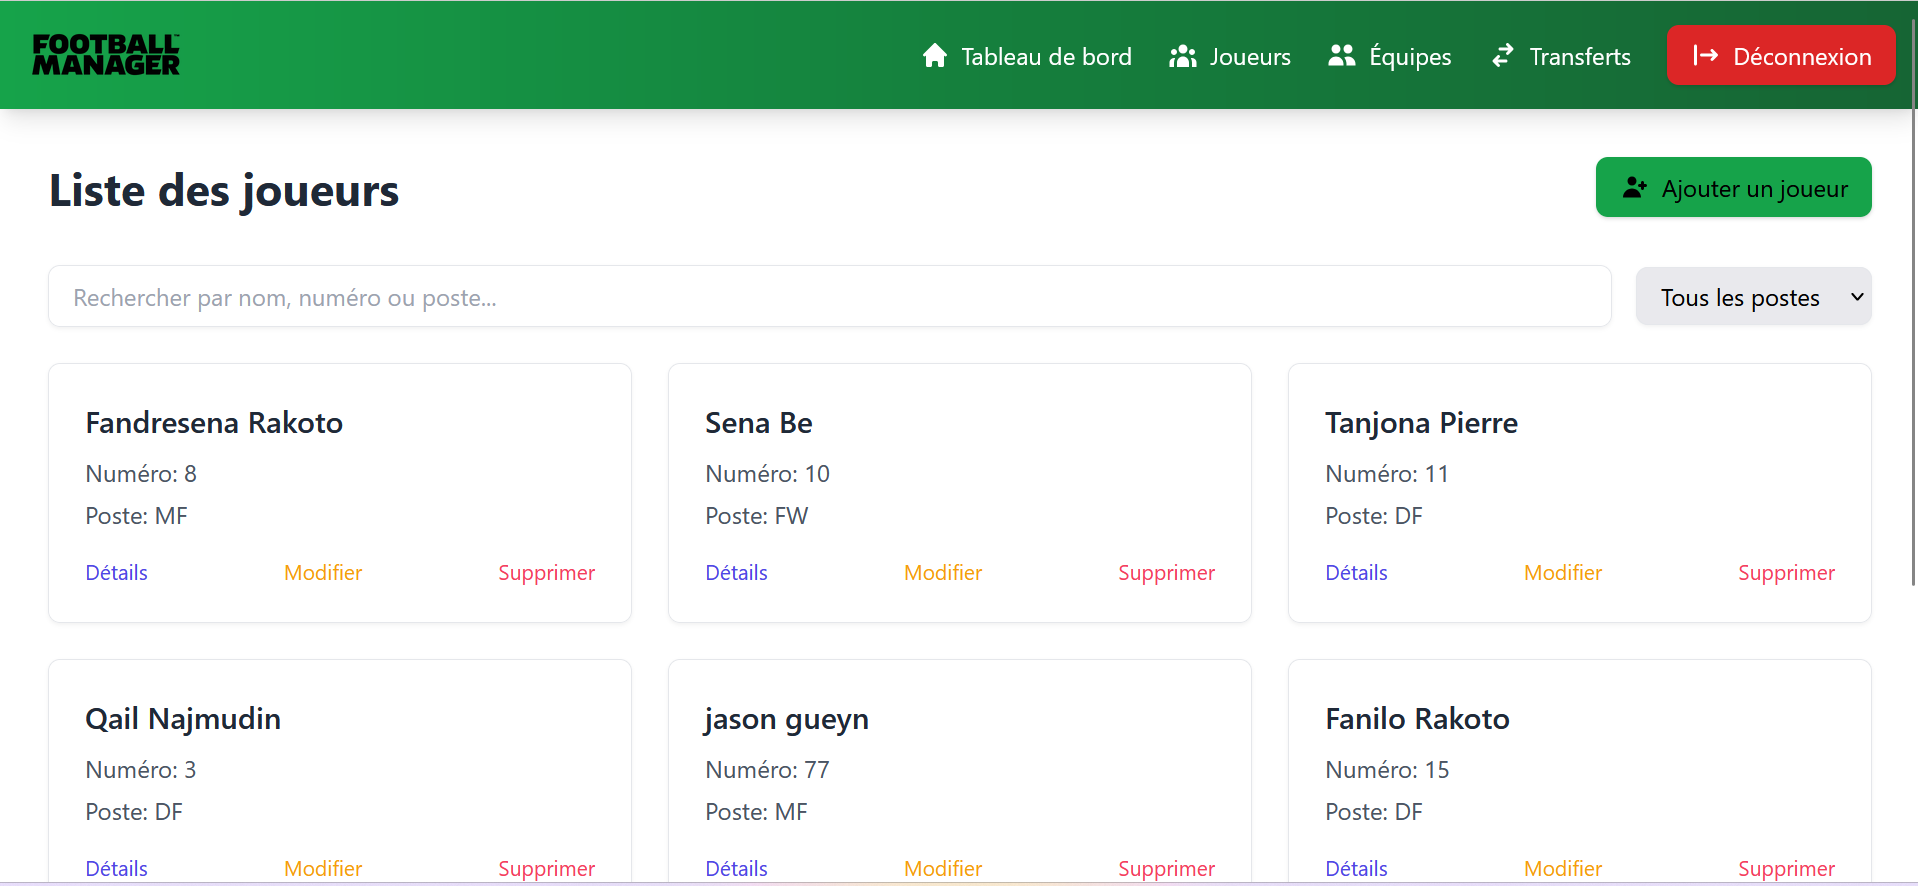 FOOTBALL
MANAGER
Tableau de bord
Joueurs
Équipes
Transferts
Déconnexion
Liste des joueurs
Ajouter un joueur
Rechercher par nom, numéro ou poste...
Tous les postes
Fandresena Rakoto
Numéro: 8
Poste: MF
Détails
Modifier
Supprimer
Sena Be
Numéro: 10
Poste: FW
Détails
Modifier
Supprimer
Tanjona Pierre
Numéro: 11
Poste: DF
Détails
Modifier
Supprimer
Qail Najmudin
Numéro: 3
Poste: DF
Détails
Modifier
Supprimer
jason gueyn
Numéro: 77
Poste: MF
Détails
Modifier
Supprimer
Fanilo Rakoto
Numéro: 15
Poste: DF
Détails
Modifier
Supprimer